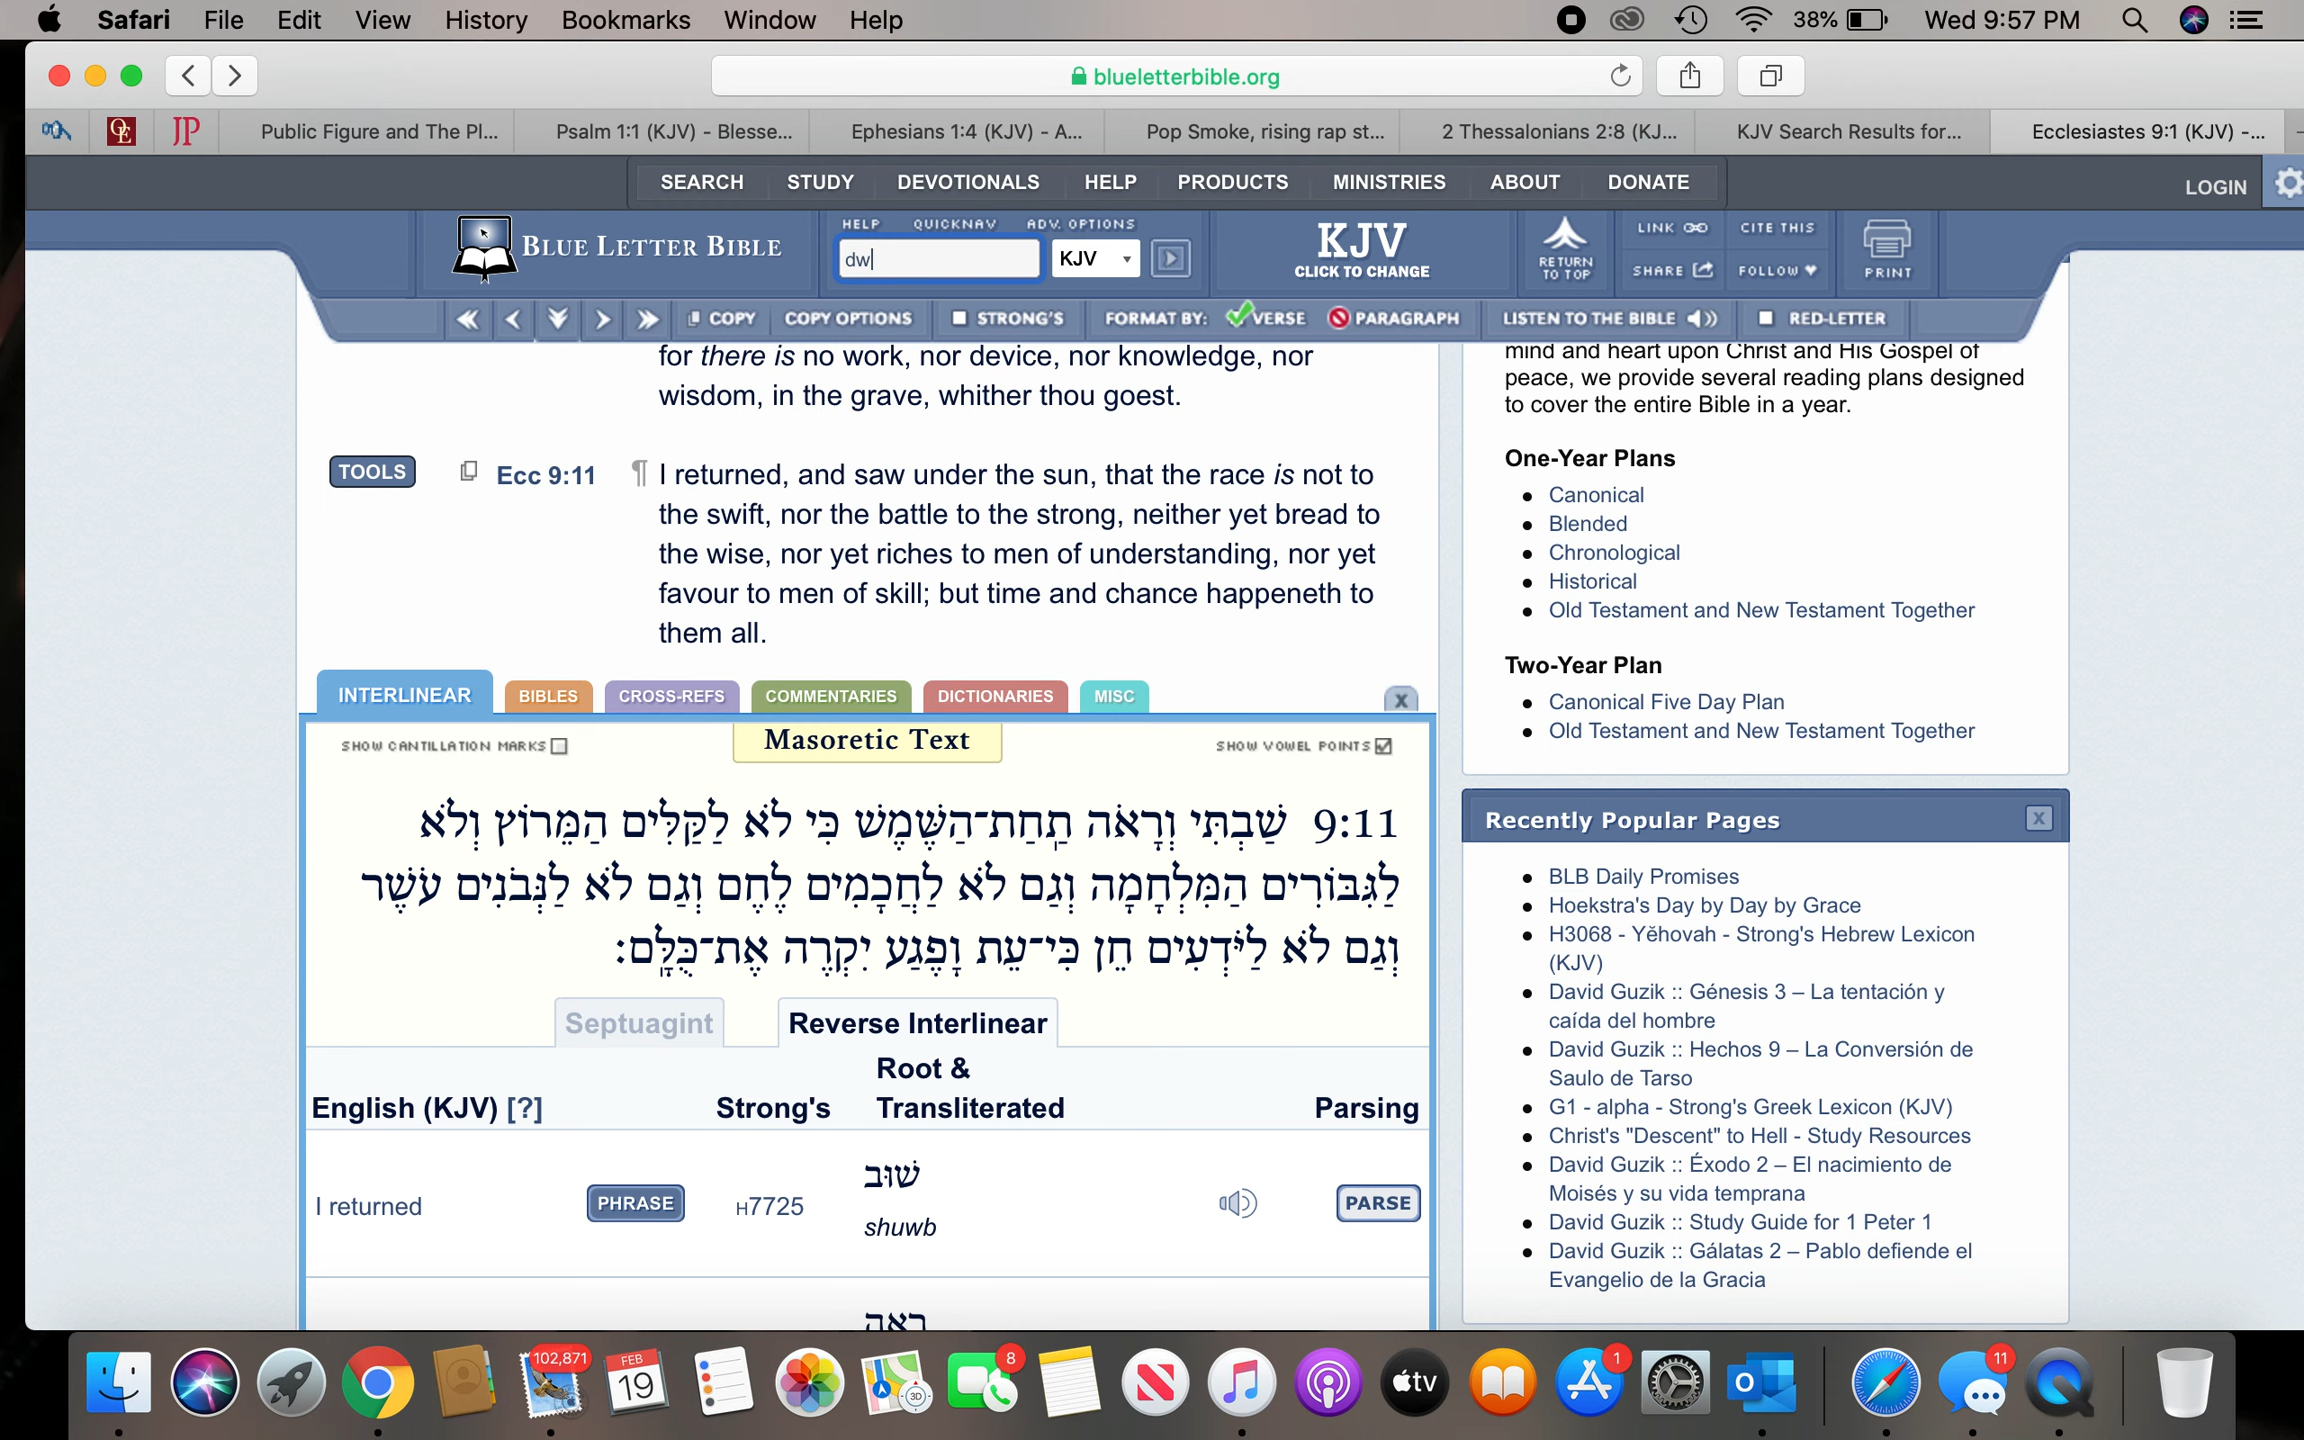 Safari File Edit View History Bookmarks Window Help 38% Wed 9:57 PM
blueletterbible.org
OE JP Public Figure and The Pl... Psalm 1:1 (KJV) - Blesse... Ephesians 1:4 (KJV) - A... Pop Smoke, rising rap st... 2 Thessalonians 2:8 (KJ... KJV Search Results for... Ecclesiastes 9:1 (KJV) -...
SEARCH STUDY DEVOTIONALS HELP PRODUCTS MINISTRIES ABOUT DONATE LOGIN
HELP QUICKNAV ADV. OPTIONS
BLUE LETTER BIBLE
dw KJV
KJV
CLICK TO CHANGE
RETURN
TO TOP
LINK CITE THIS
SHARE FOLLOW
PRINT
COPY COPY OPTIONS STRONG'S FORMAT BY: VERSE PARAGRAPH LISTEN TO THE BIBLE RED-LETTER
for there is no work, nor device, nor knowledge, nor
wisdom, in the grave, whither thou goest.
TOOLS Ecc 9:11 ¶ I returned, and saw under the sun, that the race is not to
the swift, nor the battle to the strong, neither yet bread to
the wise, nor yet riches to men of understanding, nor yet
favour to men of skill; but time and chance happeneth to
them all.
INTERLINEAR BIBLES CROSS-REFS COMMENTARIES DICTIONARIES MISC X
SHOW CANTILLATION MARKS Masoretic Text SHOW VOWEL POINTS
9:11 שַׁבְתִּי וְרָאֹה תַחַת־הַשֶּׁמֶשׁ כִּי לֹא לַקַּלִּים הַמֵּרוֹץ וְלֹא
לַגִּבּוֹרִים הַמִּלְחָמָה וְגַם לֹא לַחֲכָמִים לֶחֶם וְגַם לֹא לַנְּבֹנִים עֹשֶׁר
וְגַם לֹא לַיֹּדְעִים חֵן כִּי־עֵת וָפֶגַע יִקְרֶה אֶת־כֻּלָּם׃
Septuagint Reverse Interlinear
English (KJV) [?] Strong's Root &
Transliterated Parsing
I returned PHRASE H7725 שׁוּב
shuwb PARSE
ראה
mind and heart upon Christ and His Gospel of
peace, we provide several reading plans designed
to cover the entire Bible in a year.
One-Year Plans
Canonical
Blended
Chronological
Historical
Old Testament and New Testament Together
Two-Year Plan
Canonical Five Day Plan
Old Testament and New Testament Together
Recently Popular Pages X
BLB Daily Promises
Hoekstra's Day by Day by Grace
H3068 - Yĕhovah - Strong's Hebrew Lexicon
(KJV)
David Guzik :: Génesis 3 – La tentación y
caída del hombre
David Guzik :: Hechos 9 – La Conversión de
Saulo de Tarso
G1 - alpha - Strong's Greek Lexicon (KJV)
Christ's "Descent" to Hell - Study Resources
David Guzik :: Éxodo 2 – El nacimiento de
Moisés y su vida temprana
David Guzik :: Study Guide for 1 Peter 1
David Guzik :: Gálatas 2 – Pablo defiende el
Evangelio de la Gracia
102,871 FEB
19 3D 8 tv 1 O 11